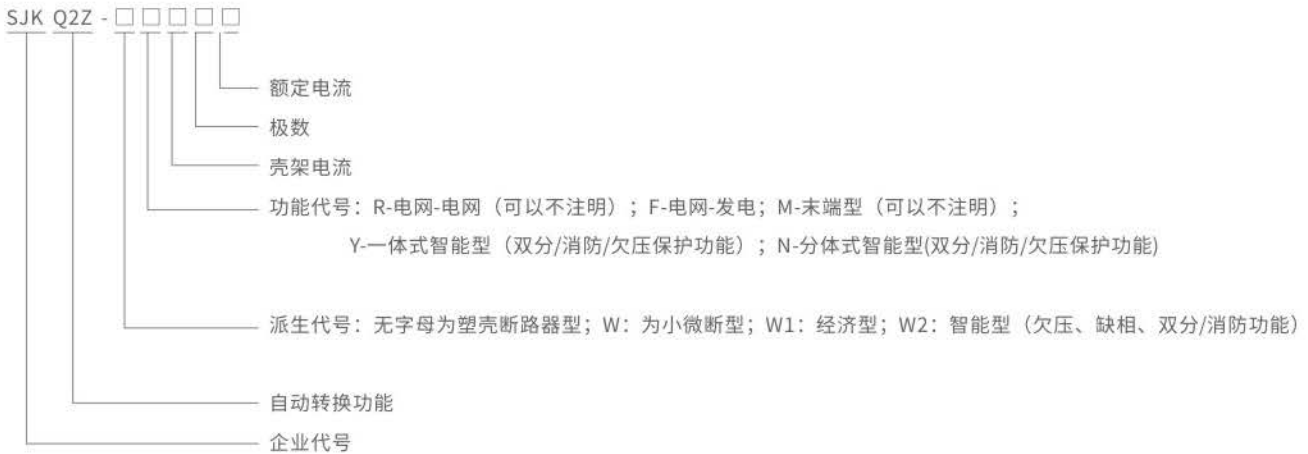 SJK Q2Z - □ □ □ □ □
额定电流
极数
壳架电流
功能代号：R-电网-电网（可以不注明）；F-电网-发电；M-末端型（可以不注明）；
Y-一体式智能型（双分/消防/欠压保护功能）；N-分体式智能型(双分/消防/欠压保护功能)
派生代号：无字母为塑壳断路器型；W：为小微断型；W1：经济型；W2：智能型（欠压、缺相、双分/消防功能）
自动转换功能
企业代号